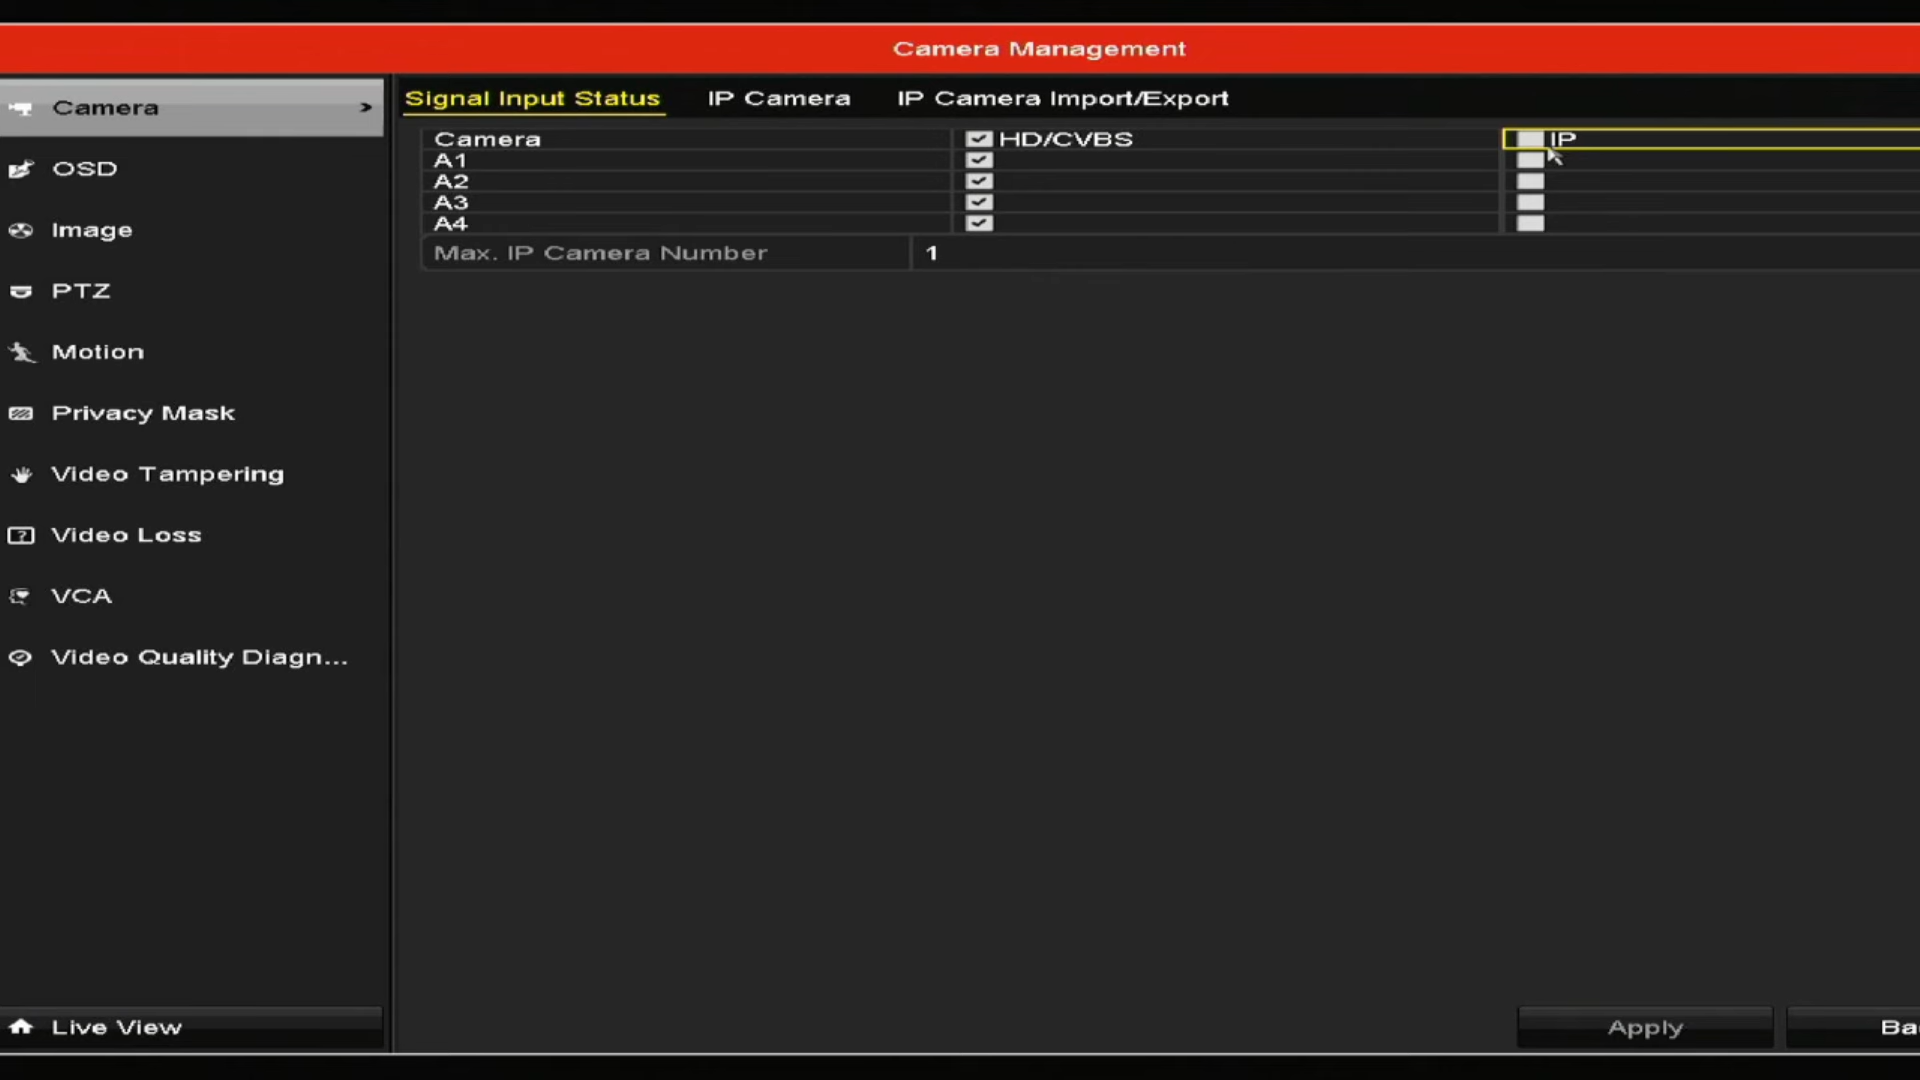 Camera Management
Camera >
OSD
Image
PTZ
Motion
Privacy Mask
Video Tampering
Video Loss
VCA
Video Quality Diagn...
Live View
Signal Input Status IP Camera IP Camera Import/Export
Camera HD/CVBS IP
A1
A2
A3
A4
Max. IP Camera Number 1
Apply Ba